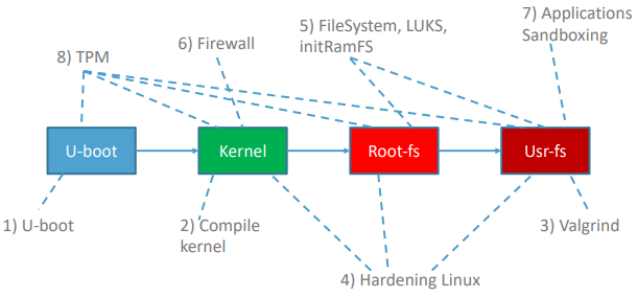 7) Applications
Sandboxing
5) FileSystem, LUKS,
initRamFS
6) Firewall
8) TPM
U-boot
Kernel
Root-fs
Usr-fs
1) U-boot
2) Compile
kernel
3) Valgrind
4) Hardening Linux